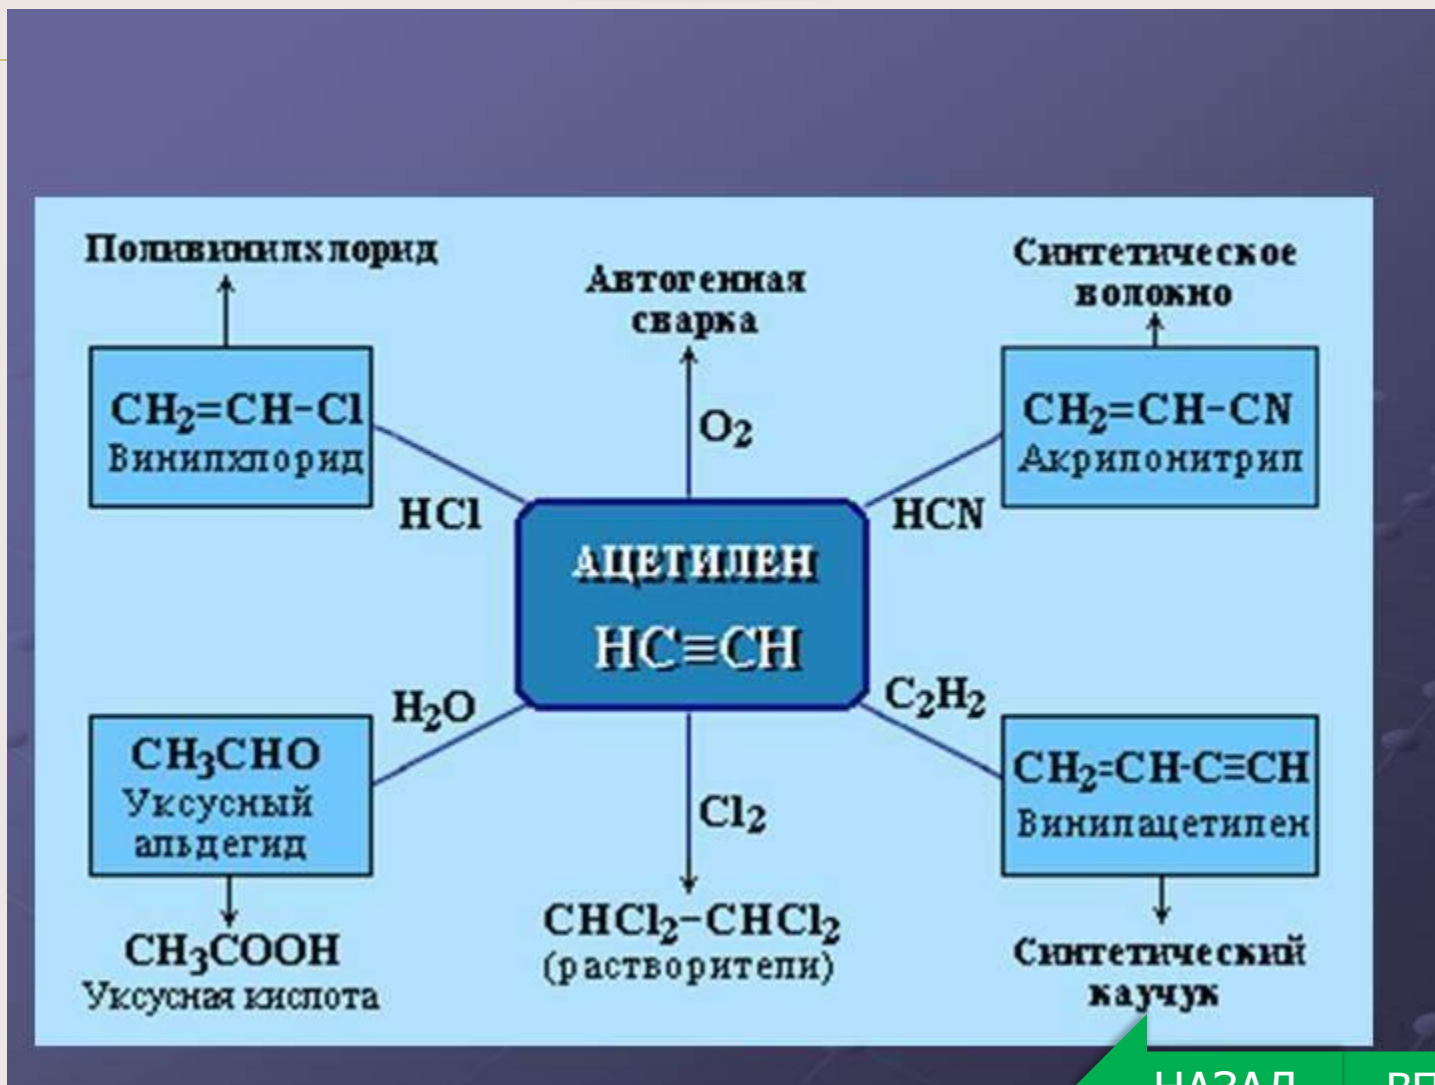 Поливинилхлорид
Автогенная
сварка
Синтетическое
волокно
CH₂=CH-Cl
Винилхлорид
O₂
CH₂=CH-CN
Акрилонитрил
HCl
HCN
АЦЕТИЛЕН
HC≡CH
H₂O
C₂H₂
CH₃CHO
Уксусный
альдегид
Cl₂
CH₂=CH-C≡CH
Винилацетилен
CH₃COOH
Уксусная кислота
CHCl₂-CHCl₂
(растворители)
Синтетический
каучук
НАЗАД